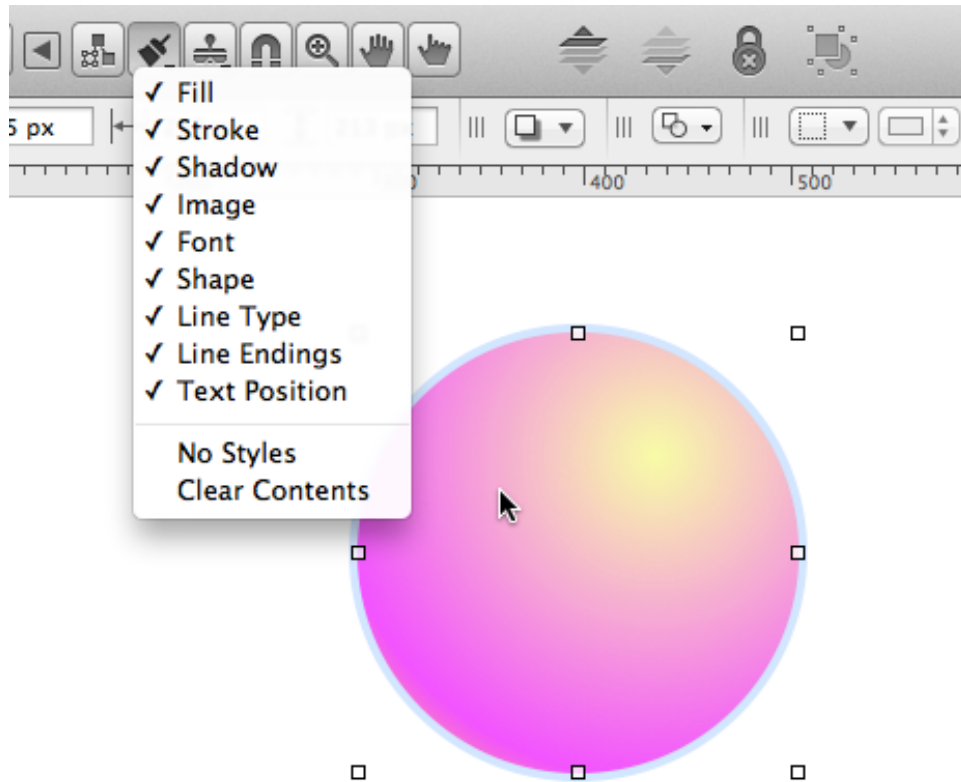 5 px
Fill
Stroke
Shadow
Image
Font
Shape
Line Type
Line Endings
Text Position
No Styles
Clear Contents
400
500